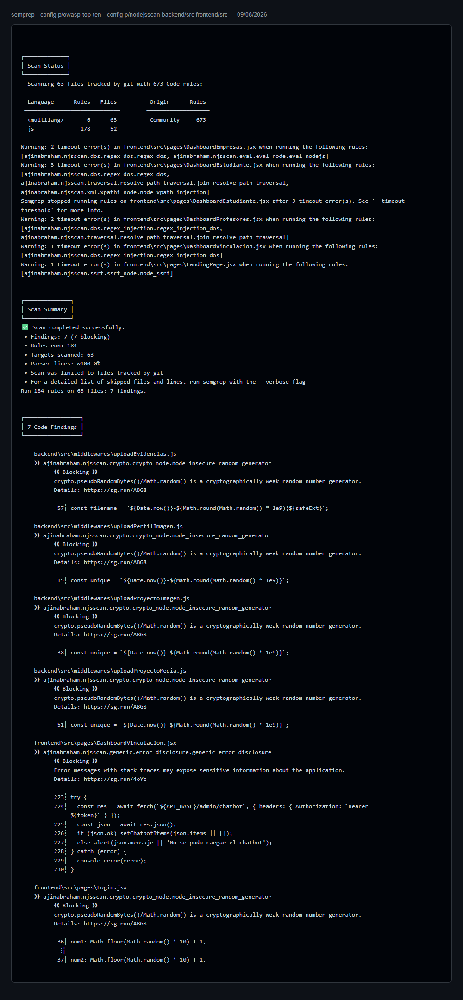 semgrep --config p/owasp-top-ten --config p/nodejsscan backend/src frontend/src — 09/08/2026
Scan Status
Scanning 63 files tracked by git with 673 Code rules:
Language Rules Files Origin Rules
<multilang> 6 63 Community 673
js 178 52
Warning: 2 timeout error(s) in frontend\src\pages\DashboardEmpresas.jsx when running the following rules:
[ajinabraham.njsscan.dos.regex_dos.regex_dos, ajinabraham.njsscan.eval.eval_node.eval_nodejs]
Warning: 3 timeout error(s) in frontend\src\pages\DashboardEstudiante.jsx when running the following rules:
[ajinabraham.njsscan.dos.regex_dos.regex_dos,
ajinabraham.njsscan.traversal.resolve_path_traversal.join_resolve_path_traversal,
ajinabraham.njsscan.xml.xpathi_node.node_xpath_injection]
Semgrep stopped running rules on frontend\src\pages\DashboardEstudiante.jsx after 3 timeout error(s). See `--timeout-
threshold` for more info.
Warning: 2 timeout error(s) in frontend\src\pages\DashboardProfesores.jsx when running the following rules:
[ajinabraham.njsscan.dos.regex_injection.regex_injection_dos,
ajinabraham.njsscan.traversal.resolve_path_traversal.join_resolve_path_traversal]
Warning: 1 timeout error(s) in frontend\src\pages\DashboardVinculacion.jsx when running the following rules:
[ajinabraham.njsscan.dos.regex_injection.regex_injection_dos]
Warning: 1 timeout error(s) in frontend\src\pages\LandingPage.jsx when running the following rules:
[ajinabraham.njsscan.ssrf.ssrf_node.node_ssrf]
Scan Summary
✅ Scan completed successfully.
• Findings: 7 (7 blocking)
• Rules run: 184
• Targets scanned: 63
• Parsed lines: ~100.0%
• Scan was limited to files tracked by git
• For a detailed list of skipped files and lines, run semgrep with the --verbose flag
Ran 184 rules on 63 files: 7 findings.
7 Code Findings
backend\src\middlewares\uploadEvidencias.js
❯❱ ajinabraham.njsscan.crypto.crypto_node.node_insecure_random_generator
❰❰ Blocking ❱❱
crypto.pseudoRandomBytes()/Math.random() is a cryptographically weak random number generator.
Details: https://sg.run/ABG8
57┆ const filename = `${Date.now()}-${Math.round(Math.random() * 1e9)}${safeExt}`;
backend\src\middlewares\uploadPerfilImagen.js
❯❱ ajinabraham.njsscan.crypto.crypto_node.node_insecure_random_generator
❰❰ Blocking ❱❱
crypto.pseudoRandomBytes()/Math.random() is a cryptographically weak random number generator.
Details: https://sg.run/ABG8
15┆ const unique = `${Date.now()}-${Math.round(Math.random() * 1e9)}`;
backend\src\middlewares\uploadProyectoImagen.js
❯❱ ajinabraham.njsscan.crypto.crypto_node.node_insecure_random_generator
❰❰ Blocking ❱❱
crypto.pseudoRandomBytes()/Math.random() is a cryptographically weak random number generator.
Details: https://sg.run/ABG8
38┆ const unique = `${Date.now()}-${Math.round(Math.random() * 1e9)}`;
backend\src\middlewares\uploadProyectoMedia.js
❯❱ ajinabraham.njsscan.crypto.crypto_node.node_insecure_random_generator
❰❰ Blocking ❱❱
crypto.pseudoRandomBytes()/Math.random() is a cryptographically weak random number generator.
Details: https://sg.run/ABG8
51┆ const unique = `${Date.now()}-${Math.round(Math.random() * 1e9)}`;
frontend\src\pages\DashboardVinculacion.jsx
❯❱ ajinabraham.njsscan.generic.error_disclosure.generic_error_disclosure
❰❰ Blocking ❱❱
Error messages with stack traces may expose sensitive information about the application.
Details: https://sg.run/4oYz
223┆ try {
224┆ const res = await fetch(`${API_BASE}/admin/chatbot`, { headers: { Authorization: `Bearer
${token}` } });
225┆ const json = await res.json();
226┆ if (json.ok) setChatbotItems(json.items || []);
227┆ else alert(json.mensaje || 'No se pudo cargar el chatbot');
228┆ } catch (error) {
229┆ console.error(error);
230┆ }
frontend\src\pages\Login.jsx
❯❱ ajinabraham.njsscan.crypto.crypto_node.node_insecure_random_generator
❰❰ Blocking ❱❱
crypto.pseudoRandomBytes()/Math.random() is a cryptographically weak random number generator.
Details: https://sg.run/ABG8
36┆ num1: Math.floor(Math.random() * 10) + 1,
⋮┆----------------------------------------
37┆ num2: Math.floor(Math.random() * 10) + 1,